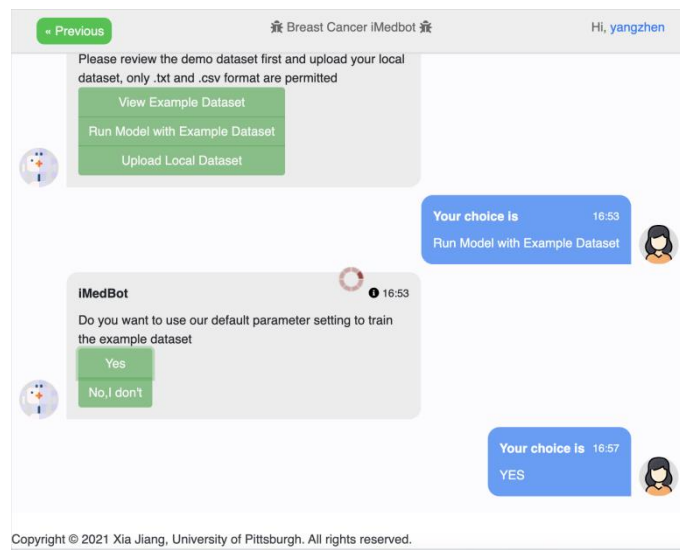 « Previous
Breast Cancer iMedbot
Hi, yangzhen
Please review the demo dataset first and upload your local
dataset, only .txt and .csv format are permitted
View Example Dataset
Run Model with Example Dataset
Upload Local Dataset
Your choice is 16:53
Run Model with Example Dataset
iMedBot 16:53
Do you want to use our default parameter setting to train
the example dataset
Yes
No,I don't
Your choice is 16:57
YES
Copyright © 2021 Xia Jiang, University of Pittsburgh. All rights reserved.